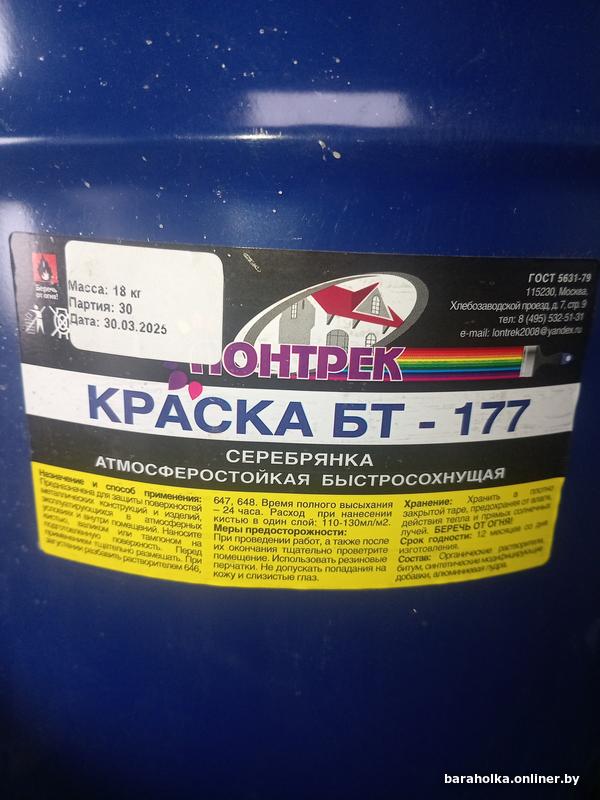 Беречь
от огня!
Масса: 18 кг
Партия: 30
Дата: 30.03.2025
ГОСТ 5631-79
115230, Москва,
Хлебозаводской проезд, д. 7, стр. 9
тел: 8 (495) 532-51-31
e-mail: lontrek2008@yandex.ru
ЛОНТРЕК
КРАСКА БТ - 177
СЕРЕБРЯНКА
АТМОСФЕРОСТОЙКАЯ БЫСТРОСОХНУЩАЯ
Назначение и способ применения:
Предназначена для защиты поверхностей
металлических конструкций и изделий,
эксплуатирующихся в атмосферных
условиях и внутри помещений. Наносите
кистью, валиком или тампоном на
подготовленную поверхность. Перед
применением тщательно размешать. При
загустении разбавить растворителем 646,
647, 648. Время полного высыхания
– 24 часа. Расход при нанесении
кистью в один слой: 110-130мл/м2.
Меры предосторожности:
При проведении работ, а также после
их окончания тщательно проветрите
помещение. Использовать резиновые
перчатки. Не допускать попадания на
кожу и слизистые глаз.
Хранение: Хранить в плотно
закрытой таре, предохраняя от влаги,
действия тепла и прямых солнечных
лучей. БЕРЕЧЬ ОТ ОГНЯ!
Срок годности: 12 месяцев со дня
изготовления.
Состав: Органические растворители,
битум, синтетические модифицирующие
добавки, алюминиевая пудра.
baraholka.onliner.by